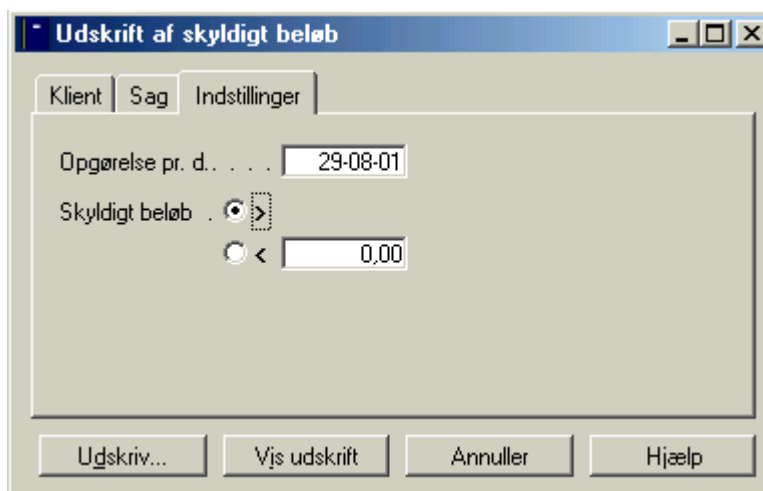 Udskrift af skyldigt beløb
Klient Sag Indstillinger
Opgørelse pr. d.. . . . 29-08-01
Skyldigt beløb . >
< 0,00
Udskriv... Vis udskrift Annuller Hjælp